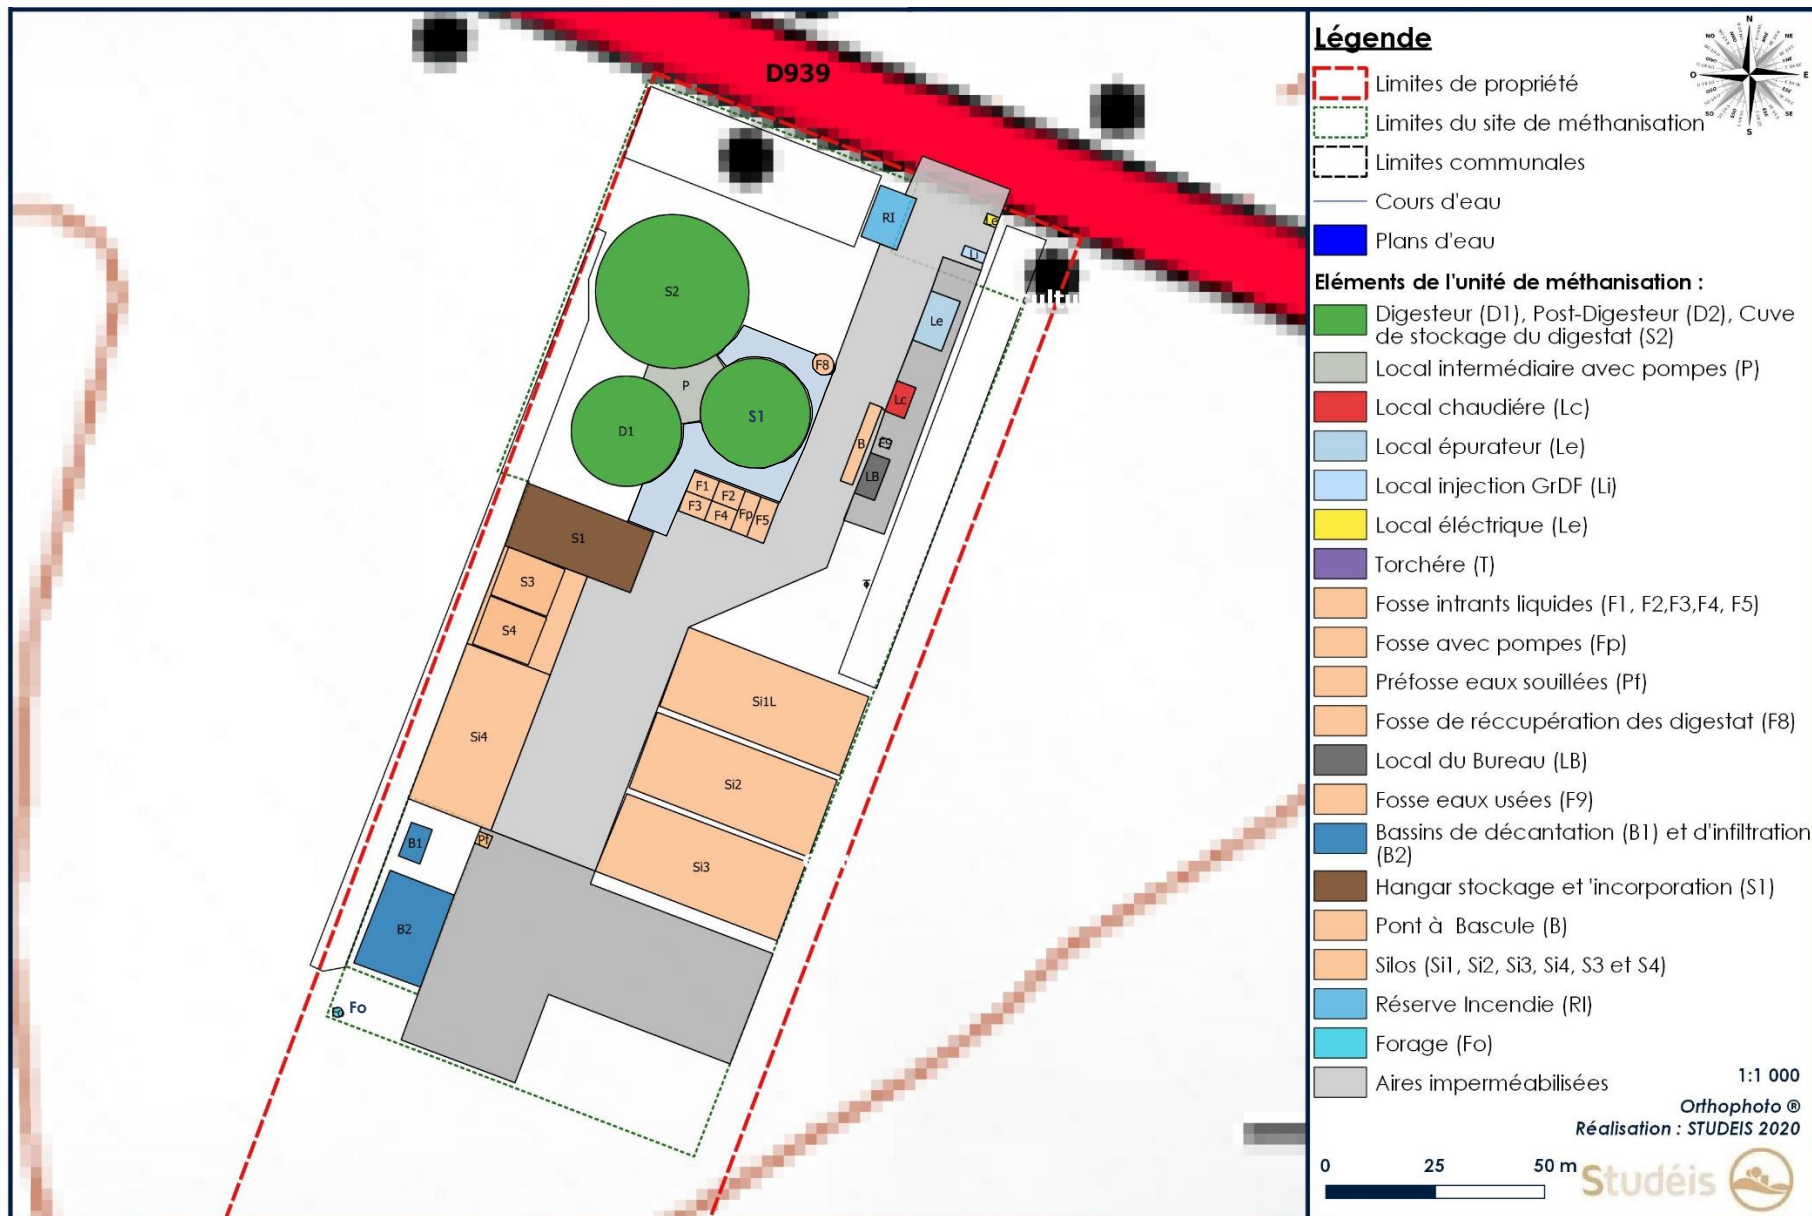 D939
RI
Le
Li
S2
Le
F8
P
Lc
S1
D1
B
F9
LB
F1
F2
F3
F4
Fp
F5
S1
S3
S4
Si1L
Si4
Si2
B1
Pf
Si3
B2
Fo
Légende
N
NO
NE
O
E
SO
SE
S
Limites de propriété
Limites du site de méthanisation
Limites communales
Cours d'eau
Plans d'eau
Eléments de l'unité de méthanisation :
Digesteur (D1), Post-Digesteur (D2), Cuve
de stockage du digestat (S2)
Local intermédiaire avec pompes (P)
Local chaudiére (Lc)
Local épurateur (Le)
Local injection GrDF (Li)
Local éléctrique (Le)
Torchére (T)
Fosse intrants liquides (F1, F2,F3,F4, F5)
Fosse avec pompes (Fp)
Préfosse eaux souillées (Pf)
Fosse de réccupération des digestat (F8)
Local du Bureau (LB)
Fosse eaux usées (F9)
Bassins de décantation (B1) et d'infiltration
(B2)
Hangar stockage et 'incorporation (S1)
Pont à Bascule (B)
Silos (Si1, Si2, Si3, Si4, S3 et S4)
Réserve Incendie (RI)
Forage (Fo)
Aires imperméabilisées
1:1 000
Orthophoto ®
Réalisation : STUDEIS 2020
0 25 50 m
Studéis